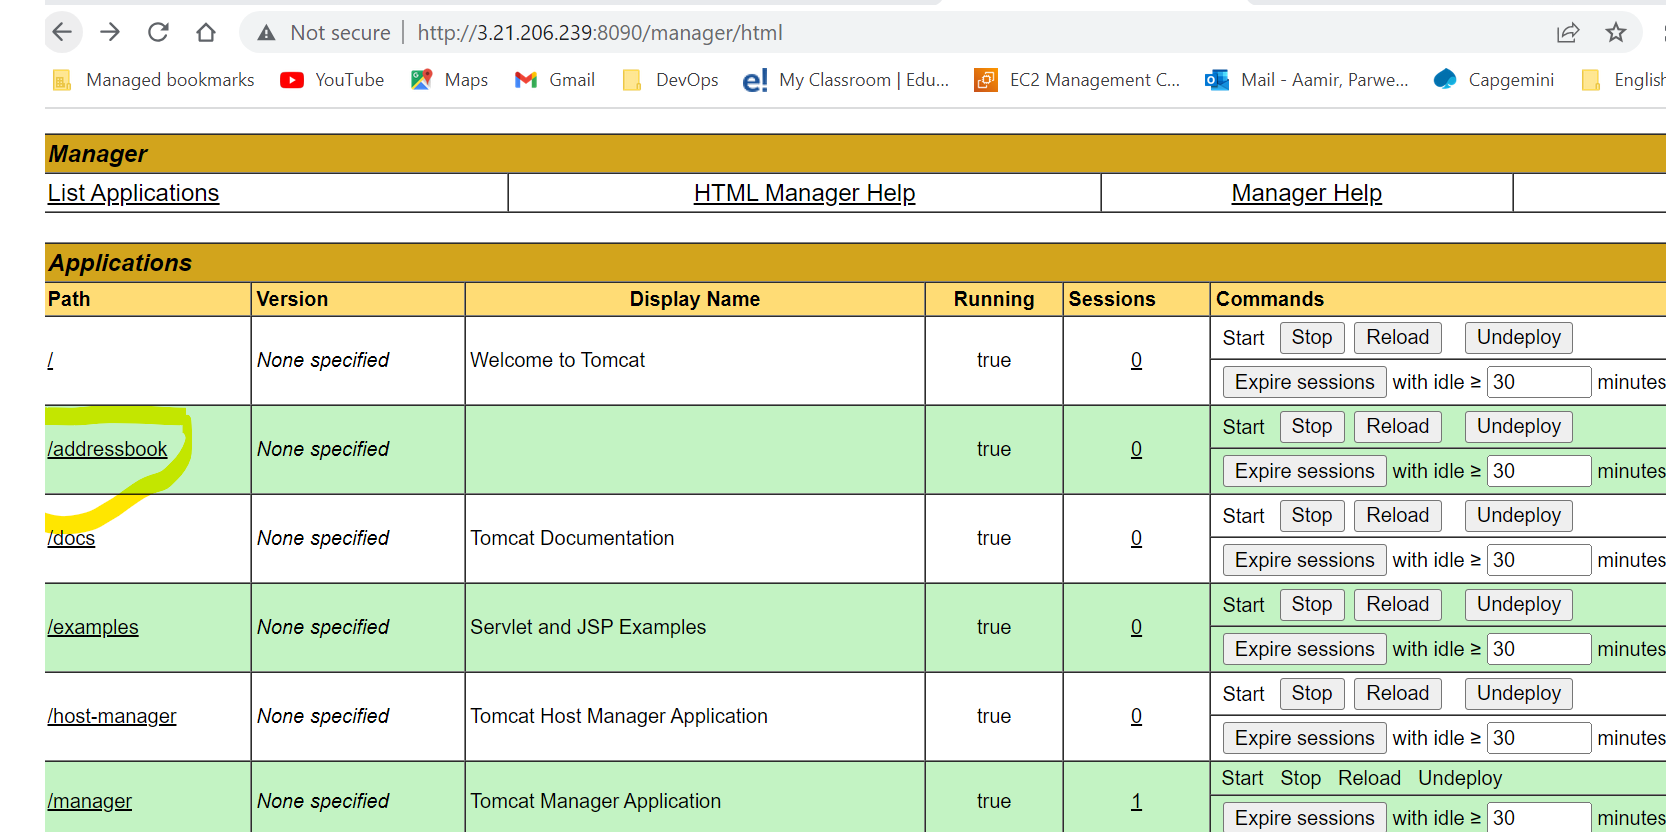 Not secure | http://3.21.206.239:8090/manager/html
Managed bookmarks YouTube Maps Gmail DevOps e! My Classroom | Edu... EC2 Management C... Mail - Aamir, Parwe... Capgemini English
Manager
List Applications HTML Manager Help Manager Help
Applications
Path Version Display Name Running Sessions Commands
/ None specified Welcome to Tomcat true 0 Start Stop Reload Undeploy
Expire sessions with idle ≥ 30 minutes
/addressbook None specified true 0 Start Stop Reload Undeploy
Expire sessions with idle ≥ 30 minutes
/docs None specified Tomcat Documentation true 0 Start Stop Reload Undeploy
Expire sessions with idle ≥ 30 minutes
/examples None specified Servlet and JSP Examples true 0 Start Stop Reload Undeploy
Expire sessions with idle ≥ 30 minutes
/host-manager None specified Tomcat Host Manager Application true 0 Start Stop Reload Undeploy
Expire sessions with idle ≥ 30 minutes
/manager None specified Tomcat Manager Application true 1 Start Stop Reload Undeploy
Expire sessions with idle ≥ 30 minutes